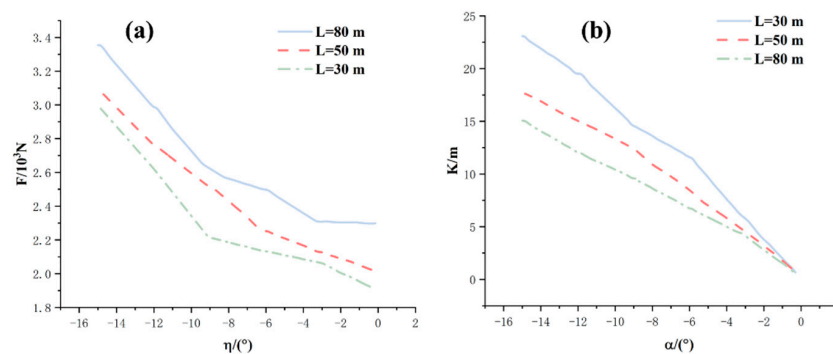 (a)
L=80 m
L=50 m
L=30 m
3.4
3.2
3.0
2.8
2.6
2.4
2.2
2.0
1.8
F/10³N
-16 -14 -12 -10 -8 -6 -4 -2 0 2
η/(°)
(b)
L=30 m
L=50 m
L=80 m
25
20
15
10
5
0
K/m
-16 -14 -12 -10 -8 -6 -4 -2 0
α/(°)